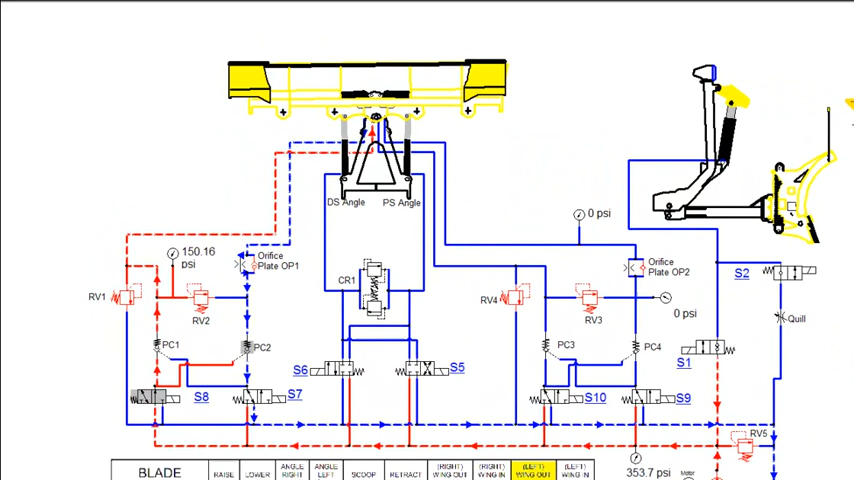 DS Angle
PS Angle
0 psi
150.16
psi
Orifice
Plate OP1
Orifice
Plate OP2
S2
CR1
RV1
RV2
RV4
RV3
0 psi
Quill
PC1
PC2
PC3
PC4
S1
S6
S5
S8
S7
S10
S9
RV5
353.7 psi
Motor
BLADE
RAISE
LOWER
ANGLE
RIGHT
ANGLE
LEFT
SCOOP
RETRACT
(RIGHT)
WING OUT
(RIGHT)
WING IN
(LEFT)
WING OUT
(LEFT)
WING IN